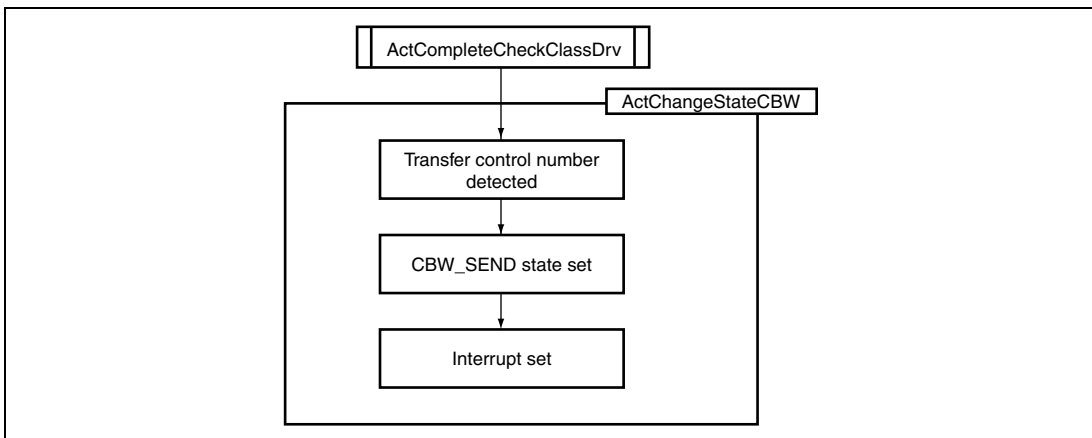 ActCompleteCheckClassDrv
ActChangeStateCBW
Transfer control number
detected
CBW_SEND state set
Interrupt set